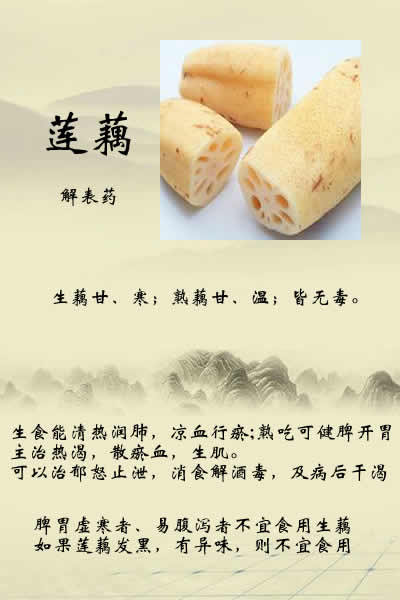 莲藕
解表药
生藕甘、寒；熟藕甘、温；皆无毒。
生食能清热润肺，凉血行瘀;熟吃可健脾开胃
主治热渴，散瘀血，生肌。
可以治郁怒止泄，消食解酒毒，及病后干渴
脾胃虚寒者、易腹泻者不宜食用生藕
如果莲藕发黑，有异味，则不宜食用